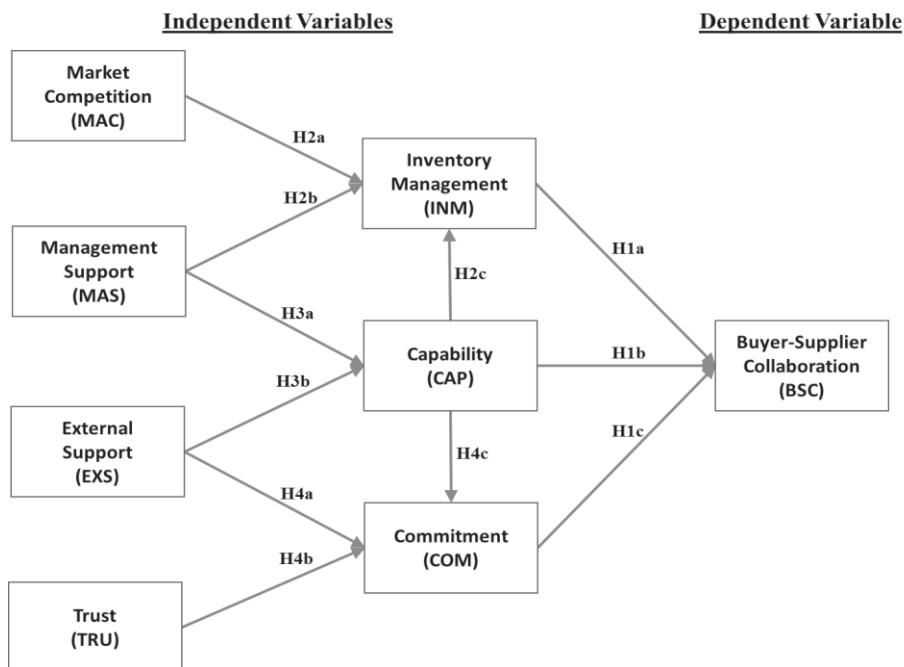 Independent Variables
Dependent Variable
Market
Competition
(MAC)
H2a
Inventory
Management
(INM)
H2b
H1a
Management
Support
(MAS)
H2c
H3a
Capability
(CAP)
H1b
Buyer-Supplier
Collaboration
(BSC)
H3b
H1c
External
Support
(EXS)
H4c
H4a
Commitment
(COM)
H4b
Trust
(TRU)